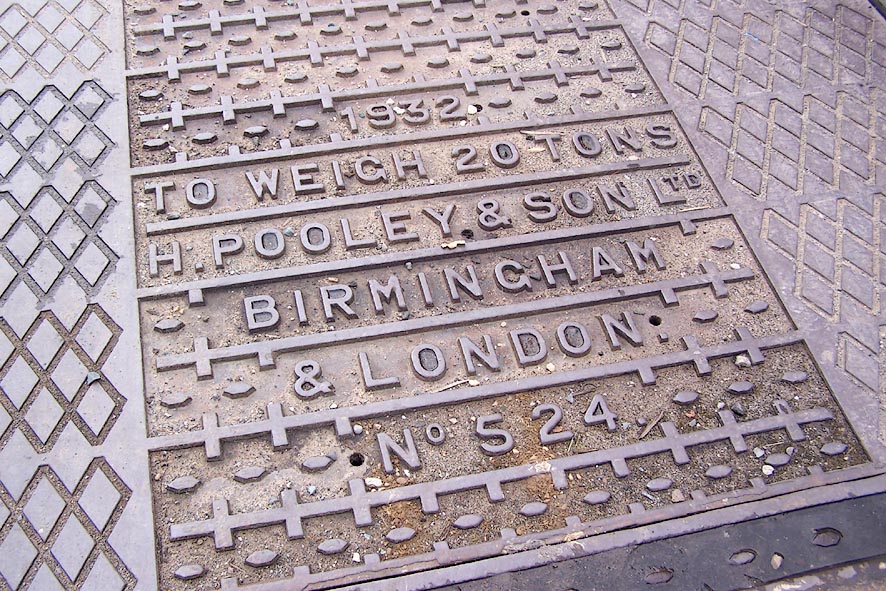 1932
TO WEIGH 20 TONS
H. POOLEY & SON LTD
BIRMINGHAM
& LONDON.
No 524